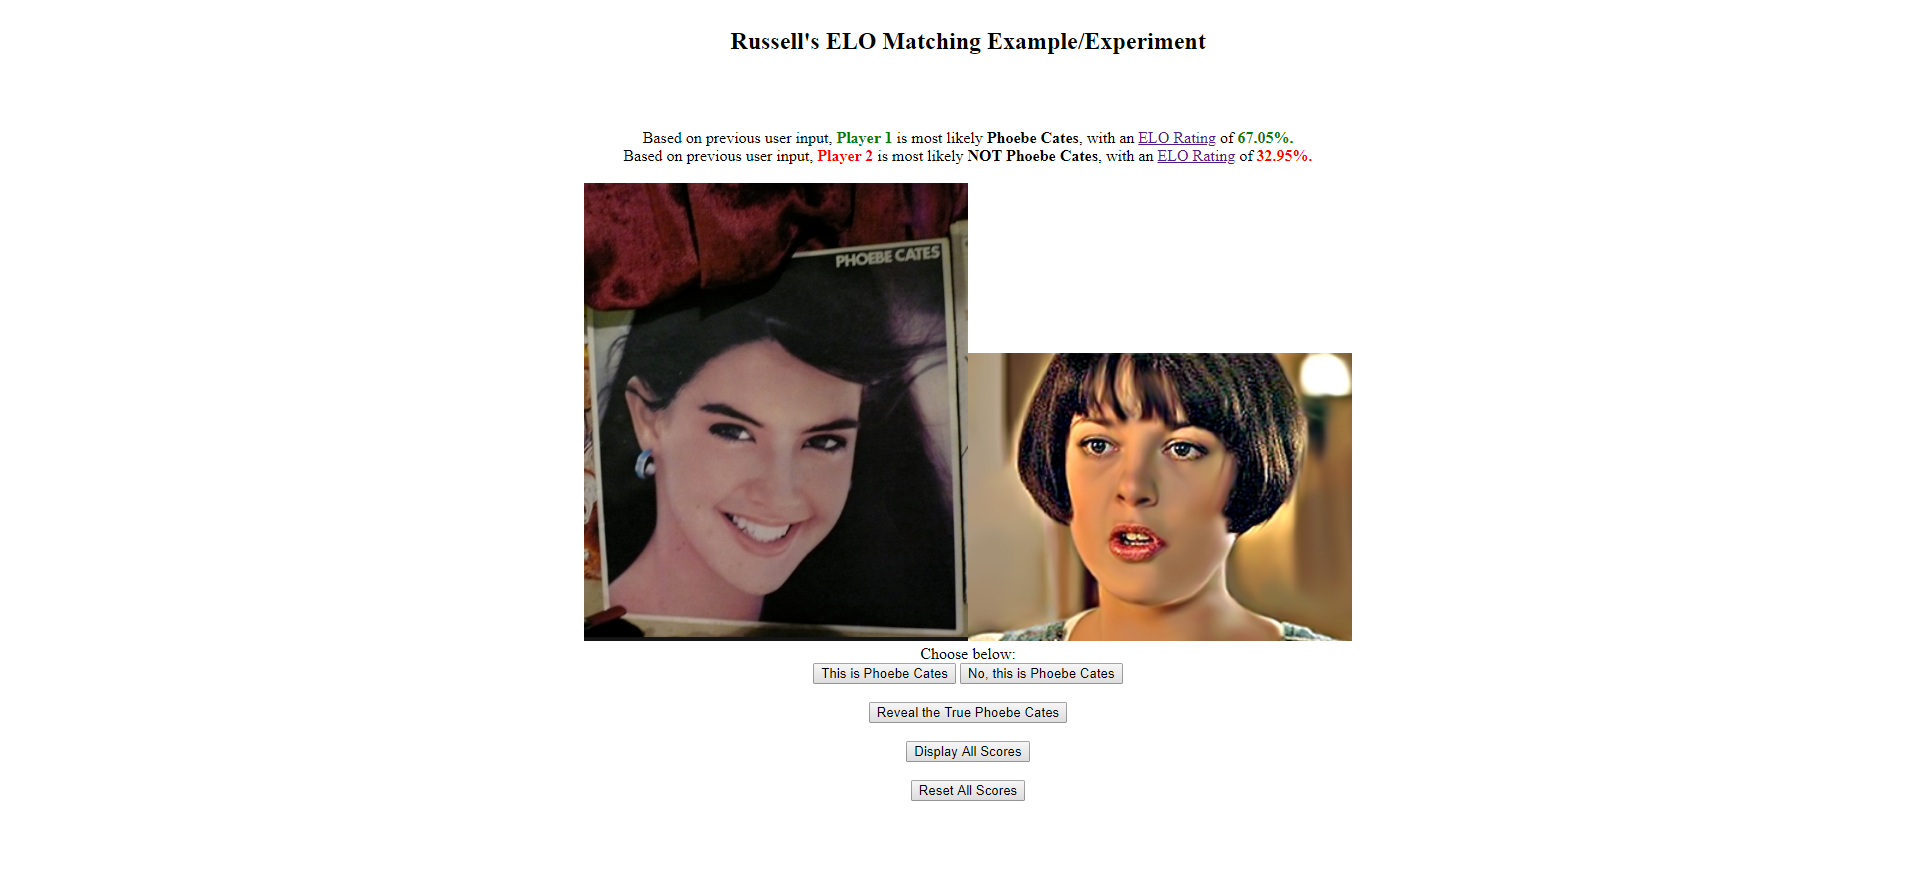 Russell's ELO Matching Example/Experiment
Based on previous user input, Player 1 is most likely Phoebe Cates, with an ELO Rating of 67.05%.
Based on previous user input, Player 2 is most likely NOT Phoebe Cates, with an ELO Rating of 32.95%.
PHOEBE CATES
Choose below:
This is Phoebe Cates No, this is Phoebe Cates
Reveal the True Phoebe Cates
Display All Scores
Reset All Scores